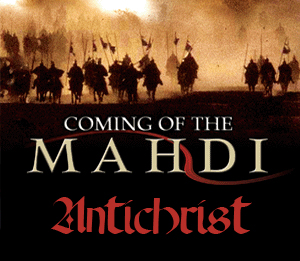 COMING OF THE
MAHDI
Antichrist